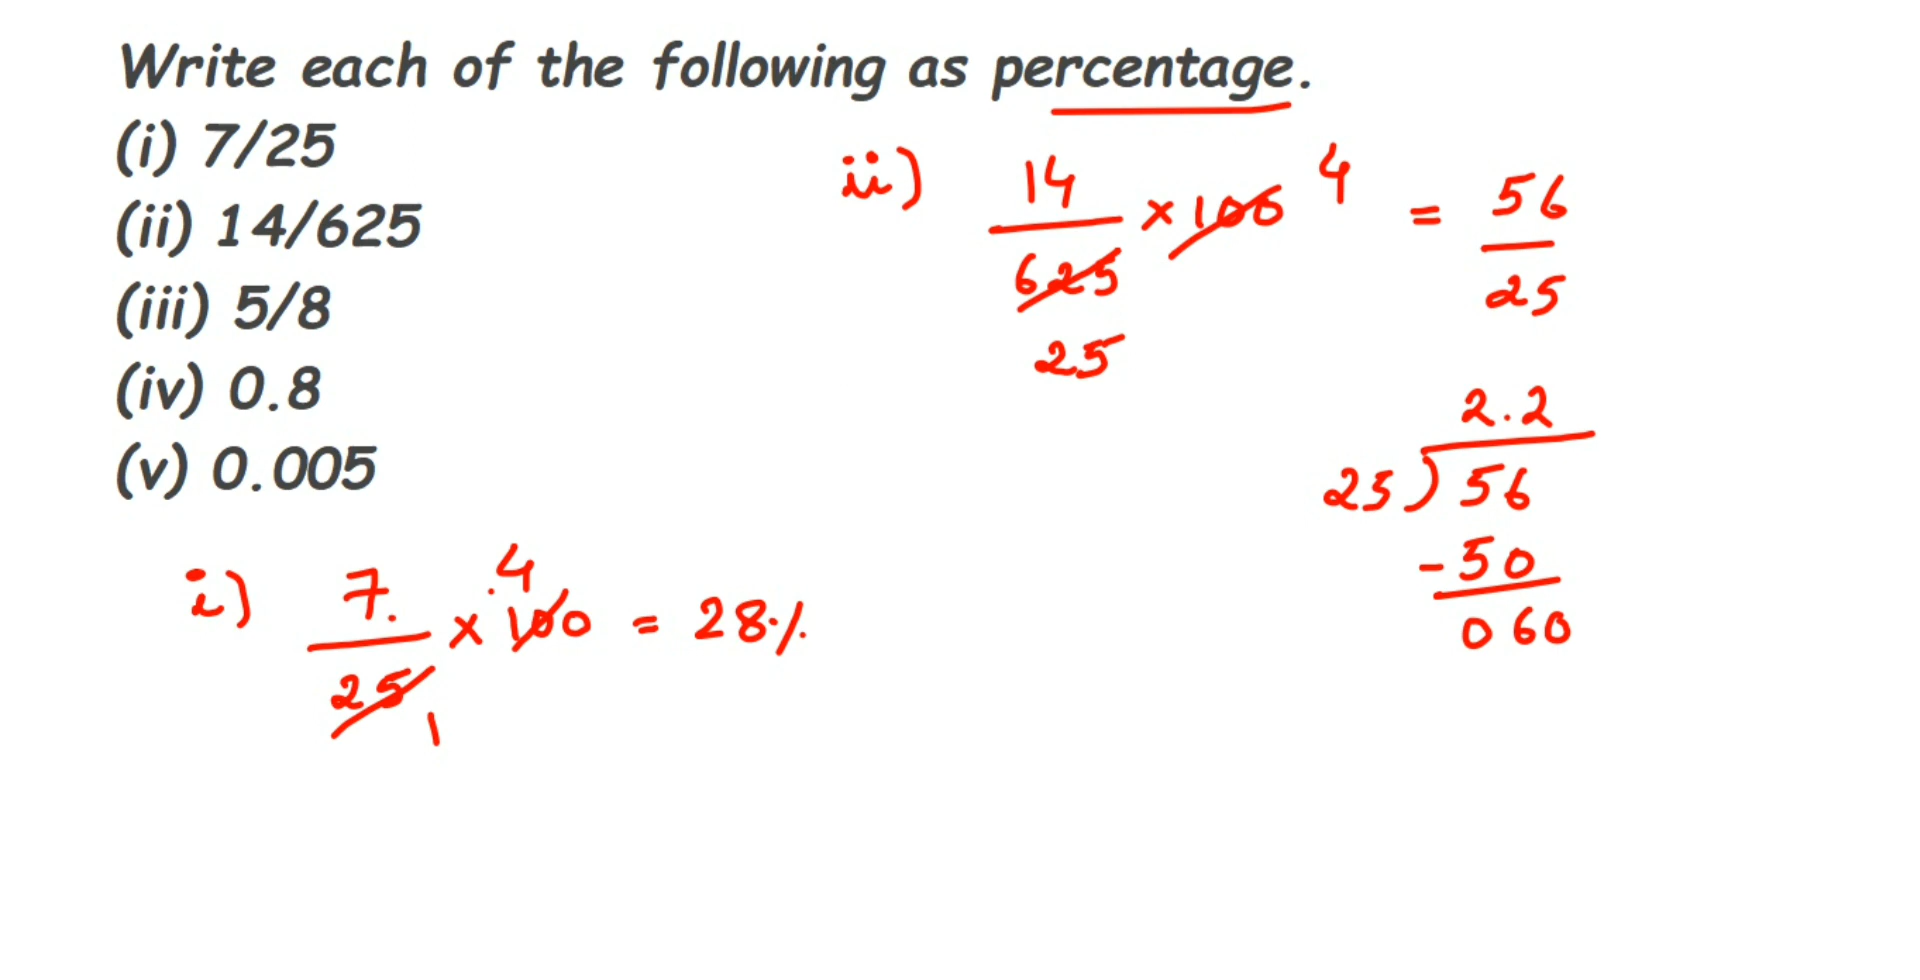 Write each of the following as percentage.
(i) 7/25
(ii) 14/625
(iii) 5/8
(iv) 0.8
(v) 0.005
i) 7/25 × 100 = 28%
4
1
ii) 14/625 × 100 = 56/25
4
25
2.2
25)56
-50
060